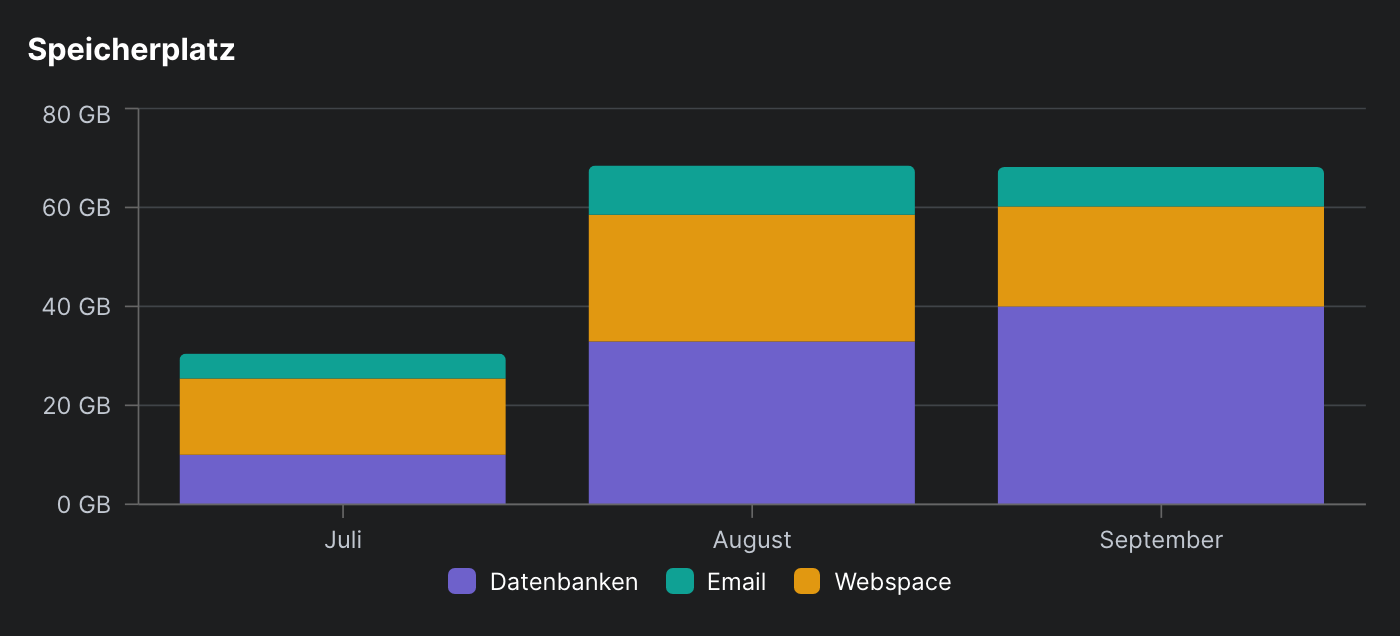 Speicherplatz
80 GB
60 GB
40 GB
20 GB
0 GB
Juli August September
Datenbanken Email Webspace